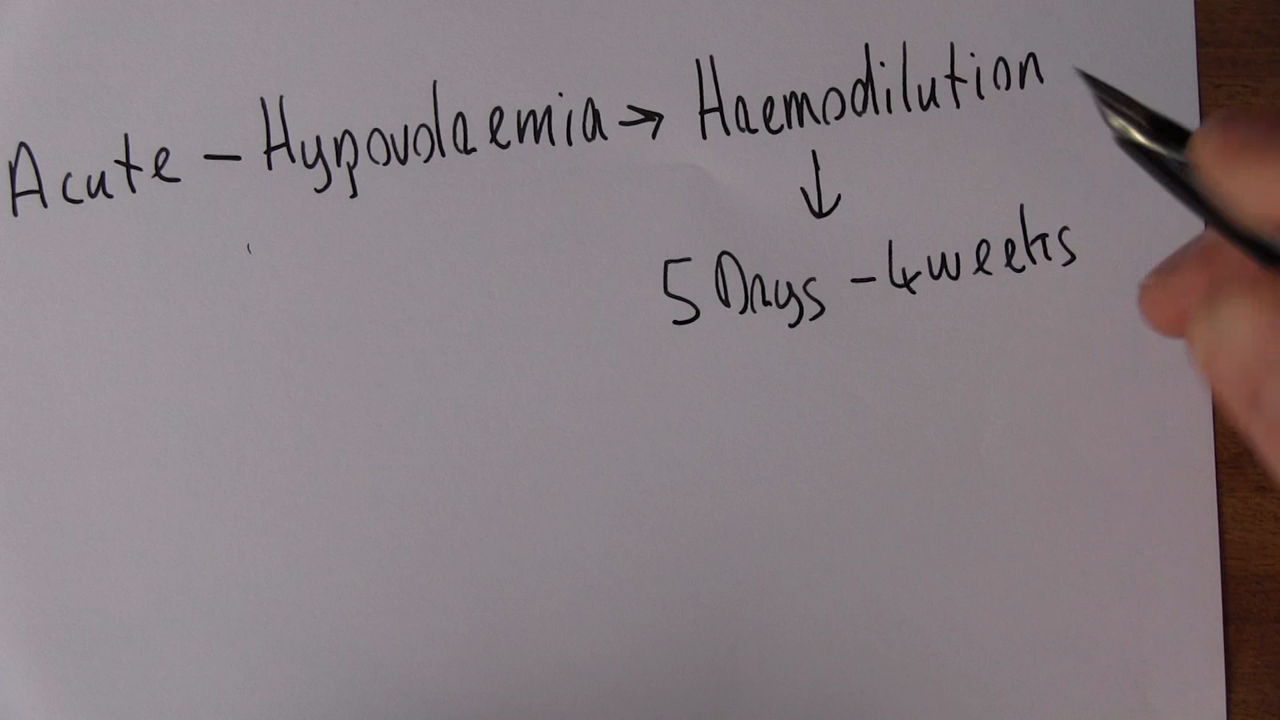 Acute - Hypovolaemia → Haemodilution
↓
5 Days - 4 weeks